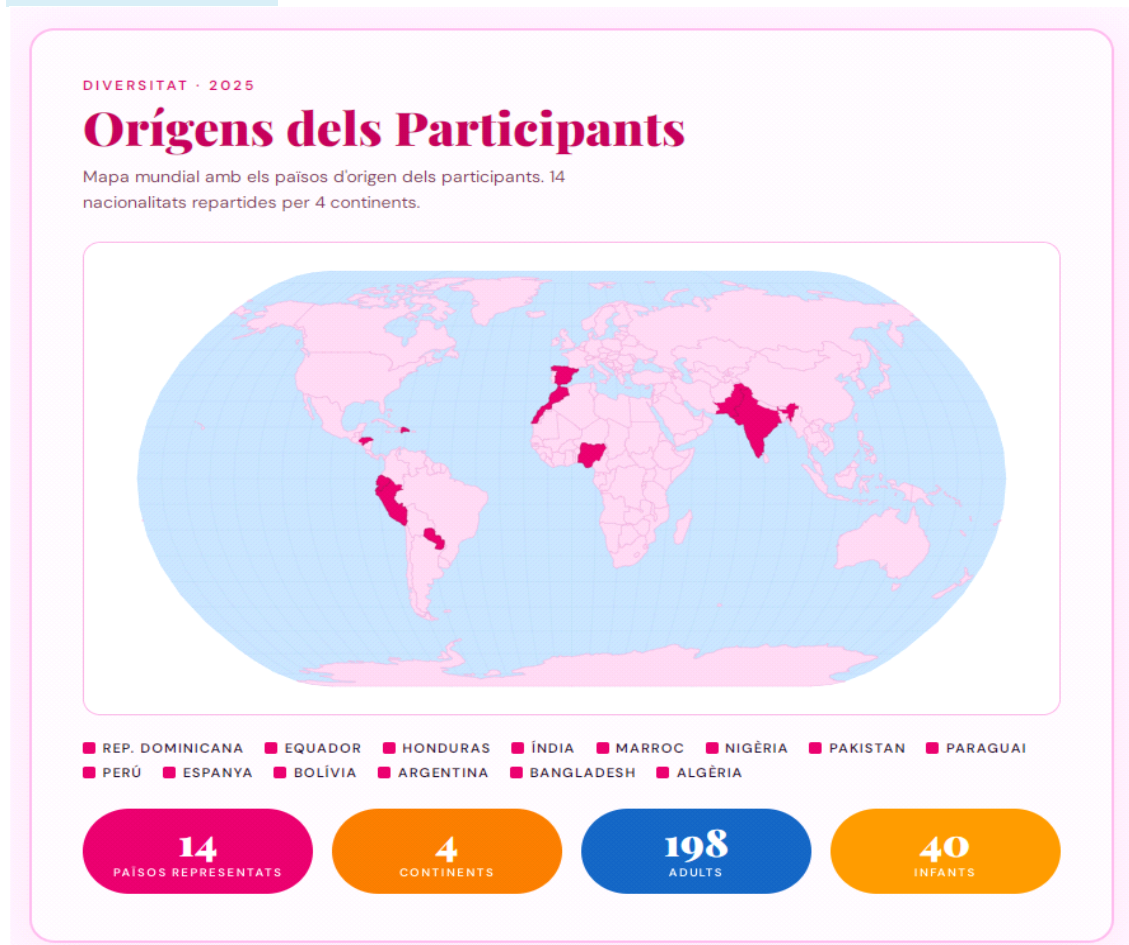 DIVERSITAT · 2025
Orígens dels Participants
Mapa mundial amb els països d'origen dels participants. 14
nacionalitats repartides per 4 continents.
REP. DOMINICANA EQUADOR HONDURAS ÍNDIA MARROC NIGÈRIA PAKISTAN PARAGUAI
PERÚ ESPANYA BOLÍVIA ARGENTINA BANGLADESH ALGÈRIA
14
PAÏSOS REPRESENTATS
4
CONTINENTS
198
ADULTS
40
INFANTS